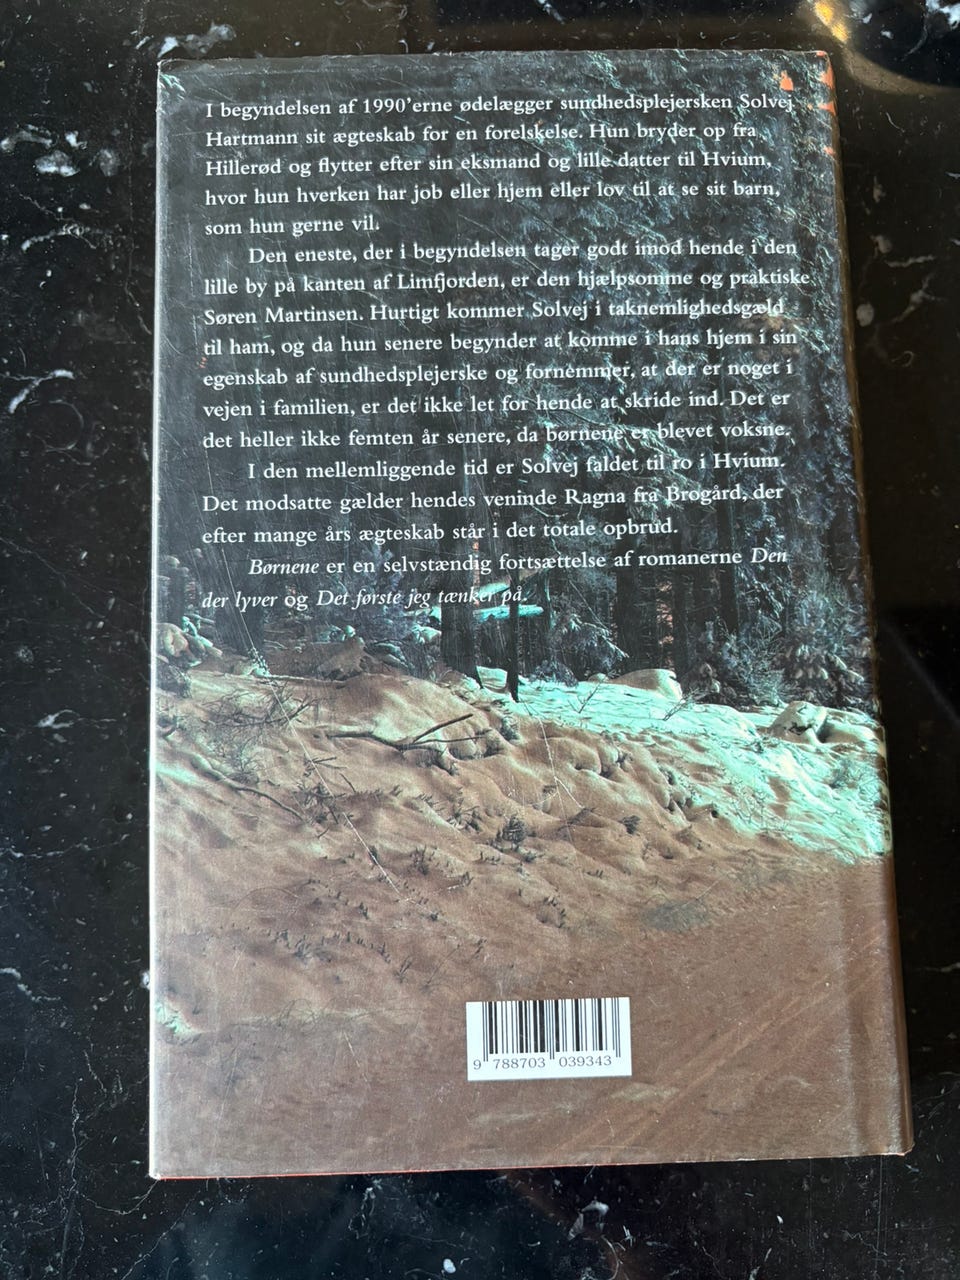 I begyndelsen af 1990'erne ødelægger sundhedsplejersken Solvej
Hartmann sit ægteskab for en forelskelse. Hun bryder op fra
Hillerød og flytter efter sin eksmand og lille datter til Hvium,
hvor hun hverken har job eller hjem eller lov til at se sit barn,
som hun gerne vil.
Den eneste, der i begyndelsen tager godt imod hende i den
lille by på kanten af Limfjorden, er den hjælpsomme og praktiske
Søren Martinsen. Hurtigt kommer Solvej i taknemlighedsgæld
til ham, og da hun senere begynder at komme i hans hjem i sin
egenskab af sundhedsplejerske og fornemmer, at der er noget i
vejen i familien, er det ikke let for hende at skride ind. Det er
det heller ikke femten år senere, da børnene er blevet voksne.
I den mellemliggende tid er Solvej faldet til ro i Hvium.
Det modsatte gælder hendes veninde Ragna fra Brogård, der
efter mange års ægteskab står i det totale opbrud.
Børnene er en selvstændig fortsættelse af romanerne Den
der lyver og Det første jeg tænker på.
9 788703 039343